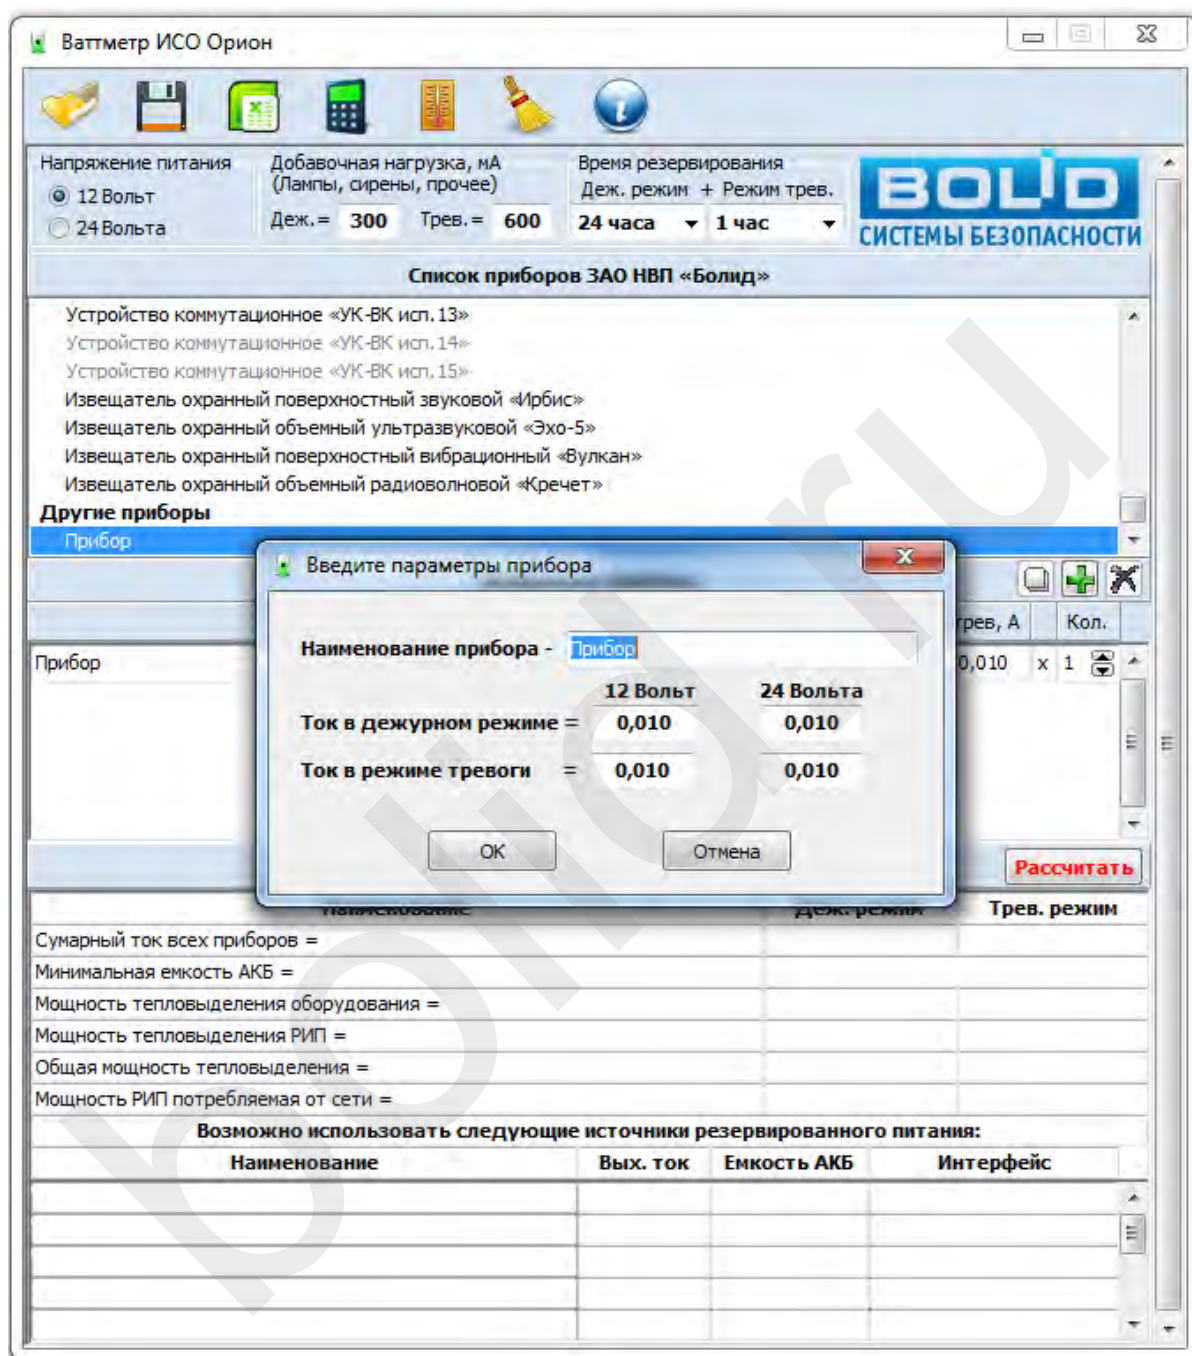 Ваттметр ИСО Орион
Напряжение питания
12 Вольт
24 Вольта
Добавочная нагрузка, мА
(Лампы, сирены, прочее)
Деж.= 300 Трев.= 600
Время резервирования
Деж. режим + Режим трев.
24 часа 1 час
BOLID
СИСТЕМЫ БЕЗОПАСНОСТИ
Список приборов ЗАО НВП «Болид»
Устройство коммутационное «УК-ВК исп.13»
Устройство коммутационное «УК-ВК исп.14»
Устройство коммутационное «УК-ВК исп.15»
Извещатель охранный поверхностный звуковой «Ирбис»
Извещатель охранный объемный ультразвуковой «Эхо-5»
Извещатель охранный поверхностный вибрационный «Вулкан»
Извещатель охранный объемный радиоволновой «Кречет»
Другие приборы
Прибор
Введите параметры прибора
Наименование прибора - Прибор
12 Вольт 24 Вольта
Ток в дежурном режиме = 0,010 0,010
Ток в режиме тревоги = 0,010 0,010
OK Отмена
трев, А Кол.
Прибор 0,010 x 1
Рассчитать
Наименование Деж. режим Трев. режим
Сумарный ток всех приборов =
Минимальная емкость АКБ =
Мощность тепловыделения оборудования =
Мощность тепловыделения РИП =
Общая мощность тепловыделения =
Мощность РИП потребляемая от сети =
Возможно использовать следующие источники резервированного питания:
Наименование Вых. ток Емкость АКБ Интерфейс
bolid.ru